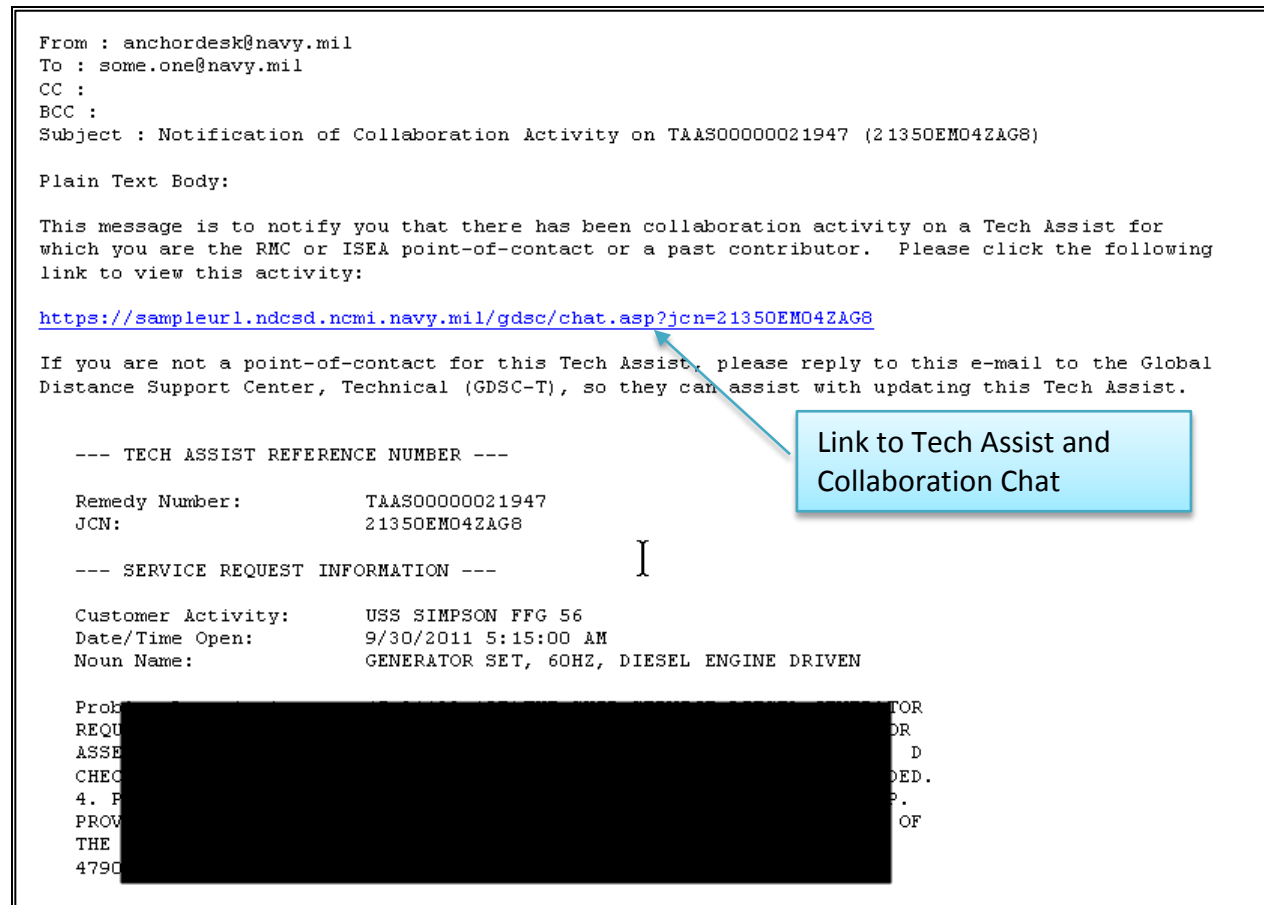 From : anchordesk@navy.mil
To : some.one@navy.mil
CC :
BCC :
Subject : Notification of Collaboration Activity on TAAS00000021947 (21350EM04ZAG8)
Plain Text Body:
This message is to notify you that there has been collaboration activity on a Tech Assist for
which you are the RMC or ISEA point-of-contact or a past contributor.  Please click the following
link to view this activity:
https://sampleurl.ndcsd.ncmi.navy.mil/gdsc/chat.asp?jcn=21350EM04ZAG8
If you are not a point-of-contact for this Tech Assist, please reply to this e-mail to the Global
Distance Support Center, Technical (GDSC-T), so they can assist with updating this Tech Assist.
Link to Tech Assist and
Collaboration Chat
--- TECH ASSIST REFERENCE NUMBER ---
Remedy Number: TAAS00000021947
JCN: 21350EM04ZAG8
--- SERVICE REQUEST INFORMATION ---
Customer Activity: USS SIMPSON FFG 56
Date/Time Open: 9/30/2011 5:15:00 AM
Noun Name: GENERATOR SET, 60HZ, DIESEL ENGINE DRIVEN
4.
OF
THE
4790